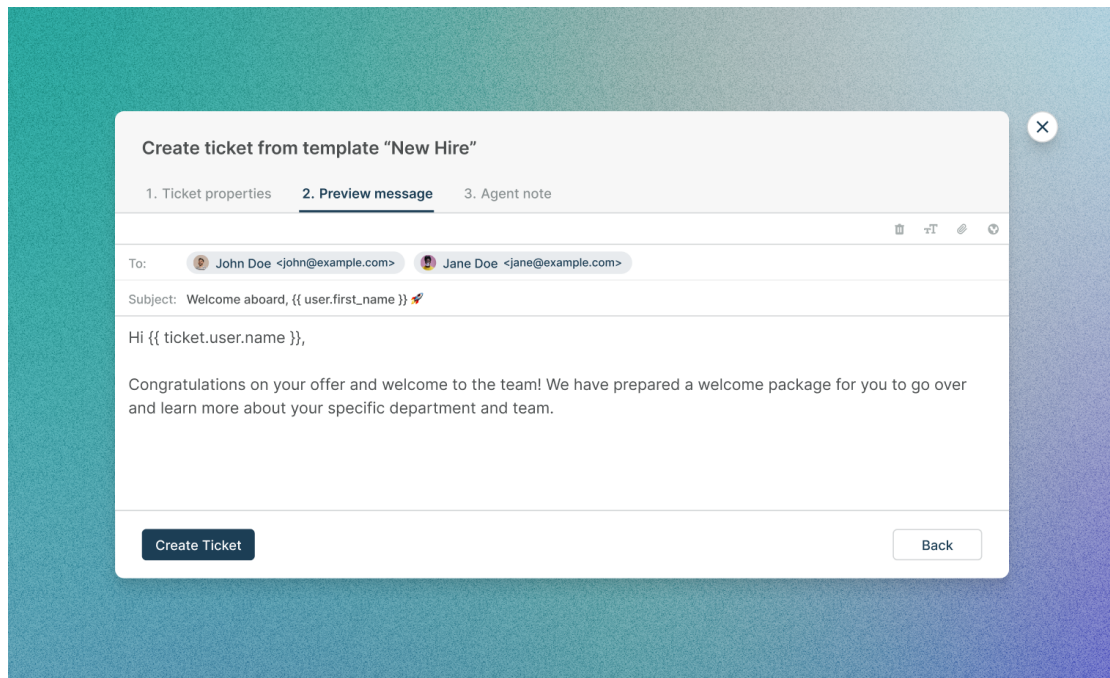 Create ticket from template “New Hire”
1. Ticket properties 2. Preview message 3. Agent note
To: John Doe <john@example.com> Jane Doe <jane@example.com>
Subject: Welcome aboard, {{ user.first_name }} 🚀
Hi {{ ticket.user.name }},
Congratulations on your offer and welcome to the team! We have prepared a welcome package for you to go over
and learn more about your specific department and team.
Create Ticket Back